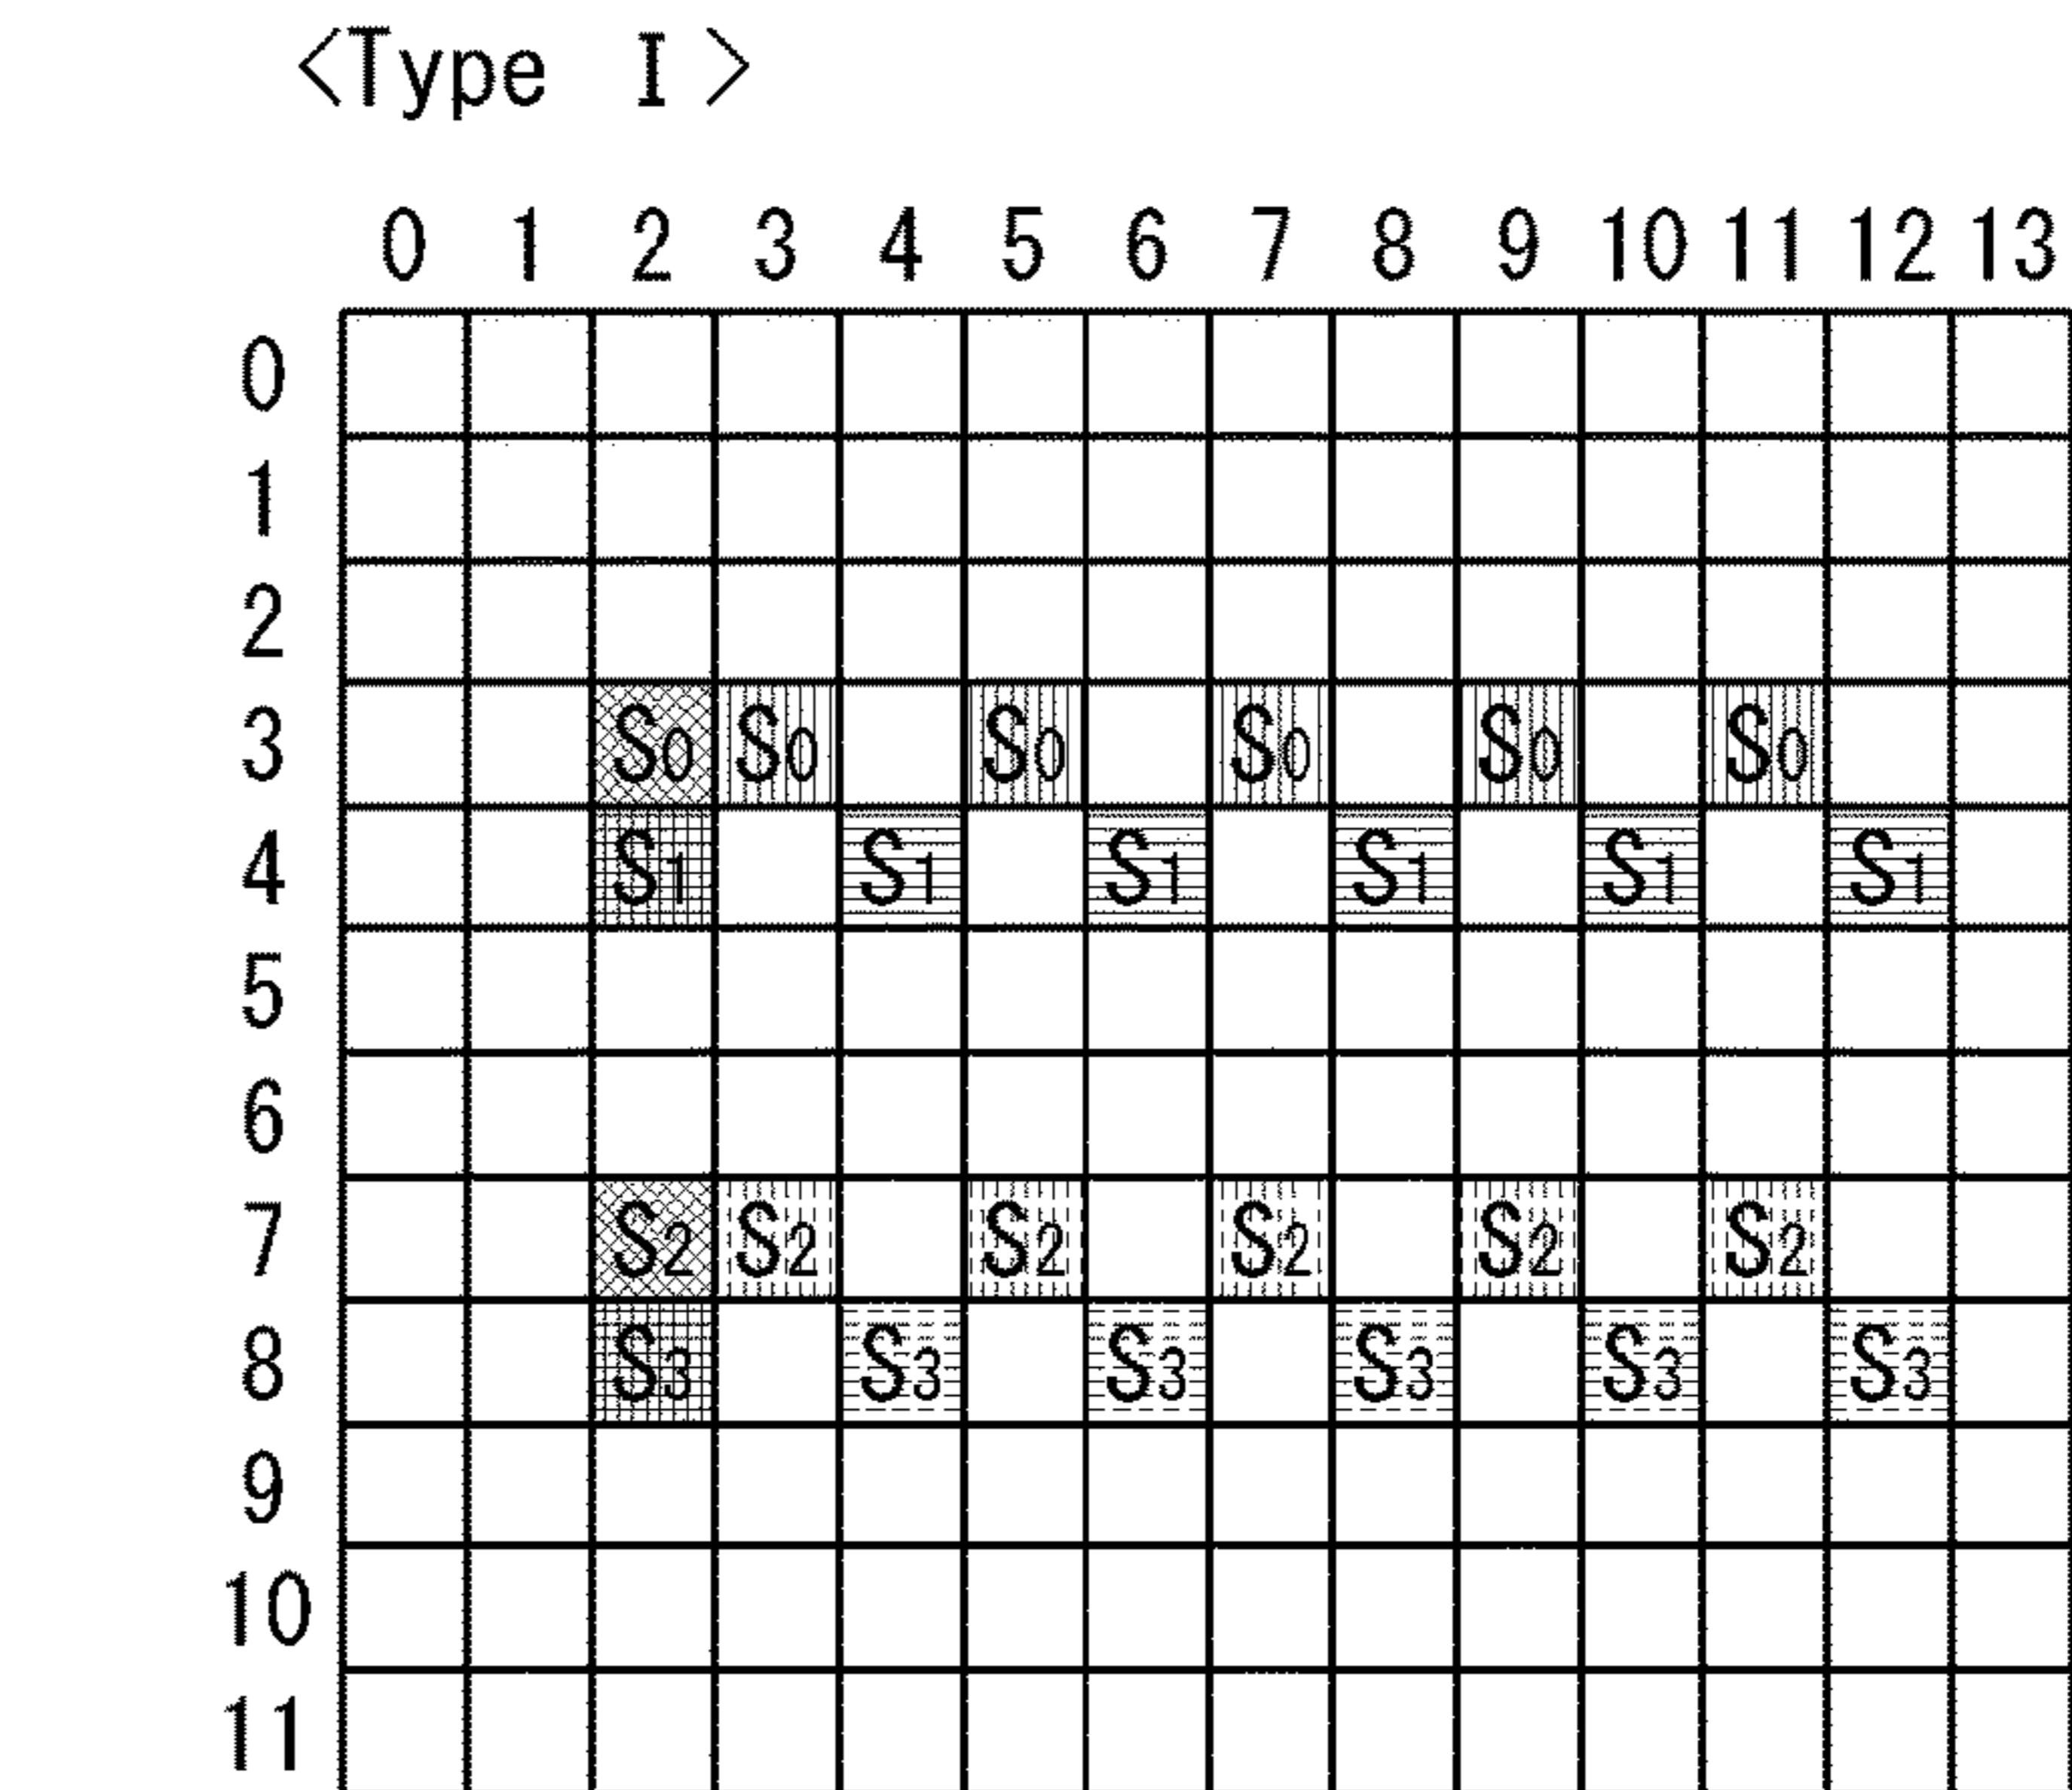 <Type I>
0 1 2 3 4 5 6 7 8 9 10 11 12 13
0
1
2
3 S0 S0 S0 S0 S0 S0
4 S1 S1 S1 S1 S1 S1
5
6
7 S2 S2 S2 S2 S2 S2
8 S3 S3 S3 S3 S3 S3
9
10
11